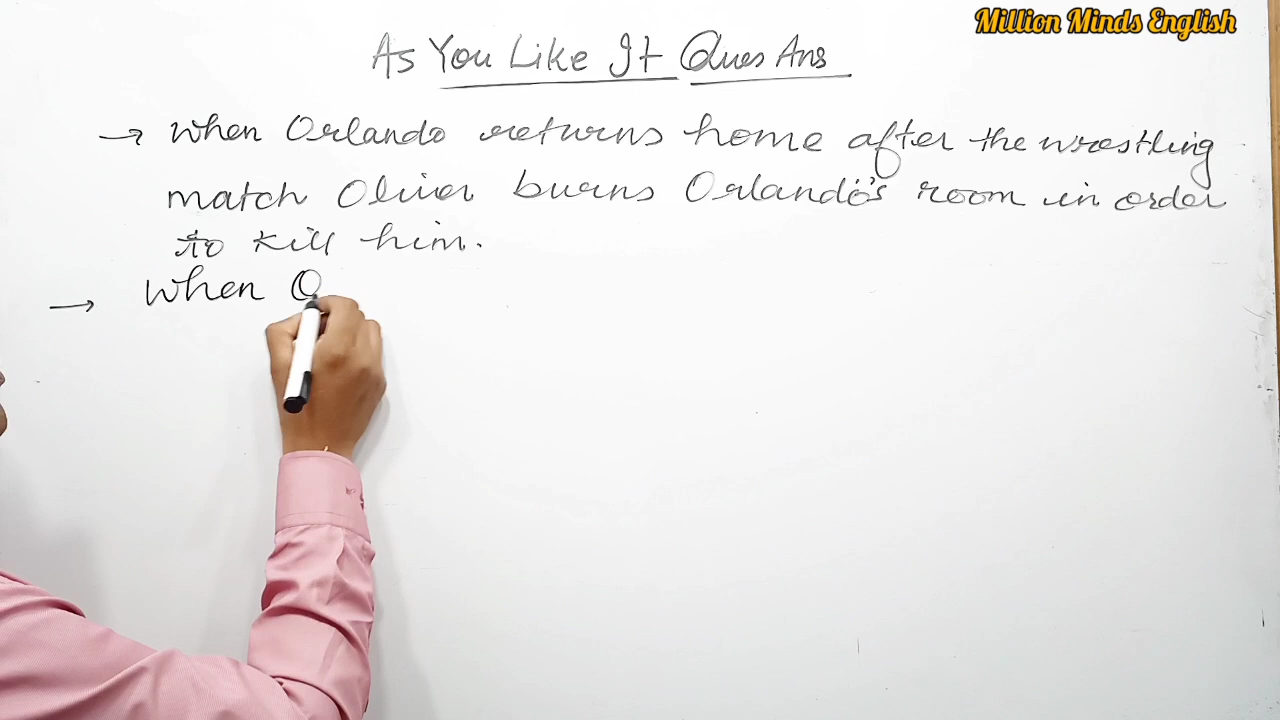 Million Minds English
As You Like It Ques Ans
→ When Orlando returns home after the wrestling
match Oliver burns Orlando's room in order
to kill him.
→ When O